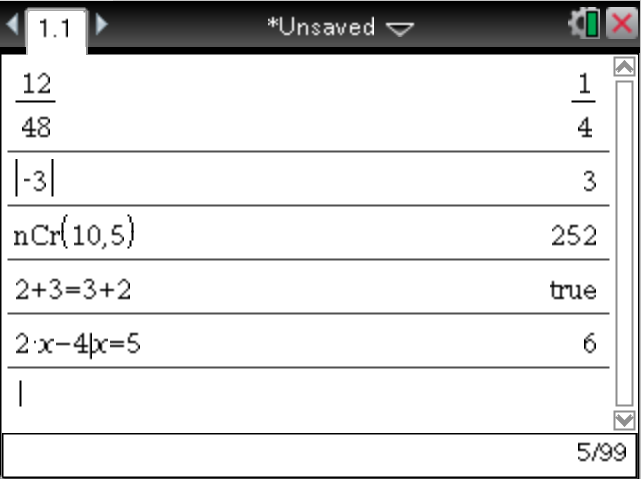 1.1 *Unsaved
12/48 1/4
|-3| 3
nCr(10,5) 252
2+3=3+2 true
2·x−4|x=5 6
5/99